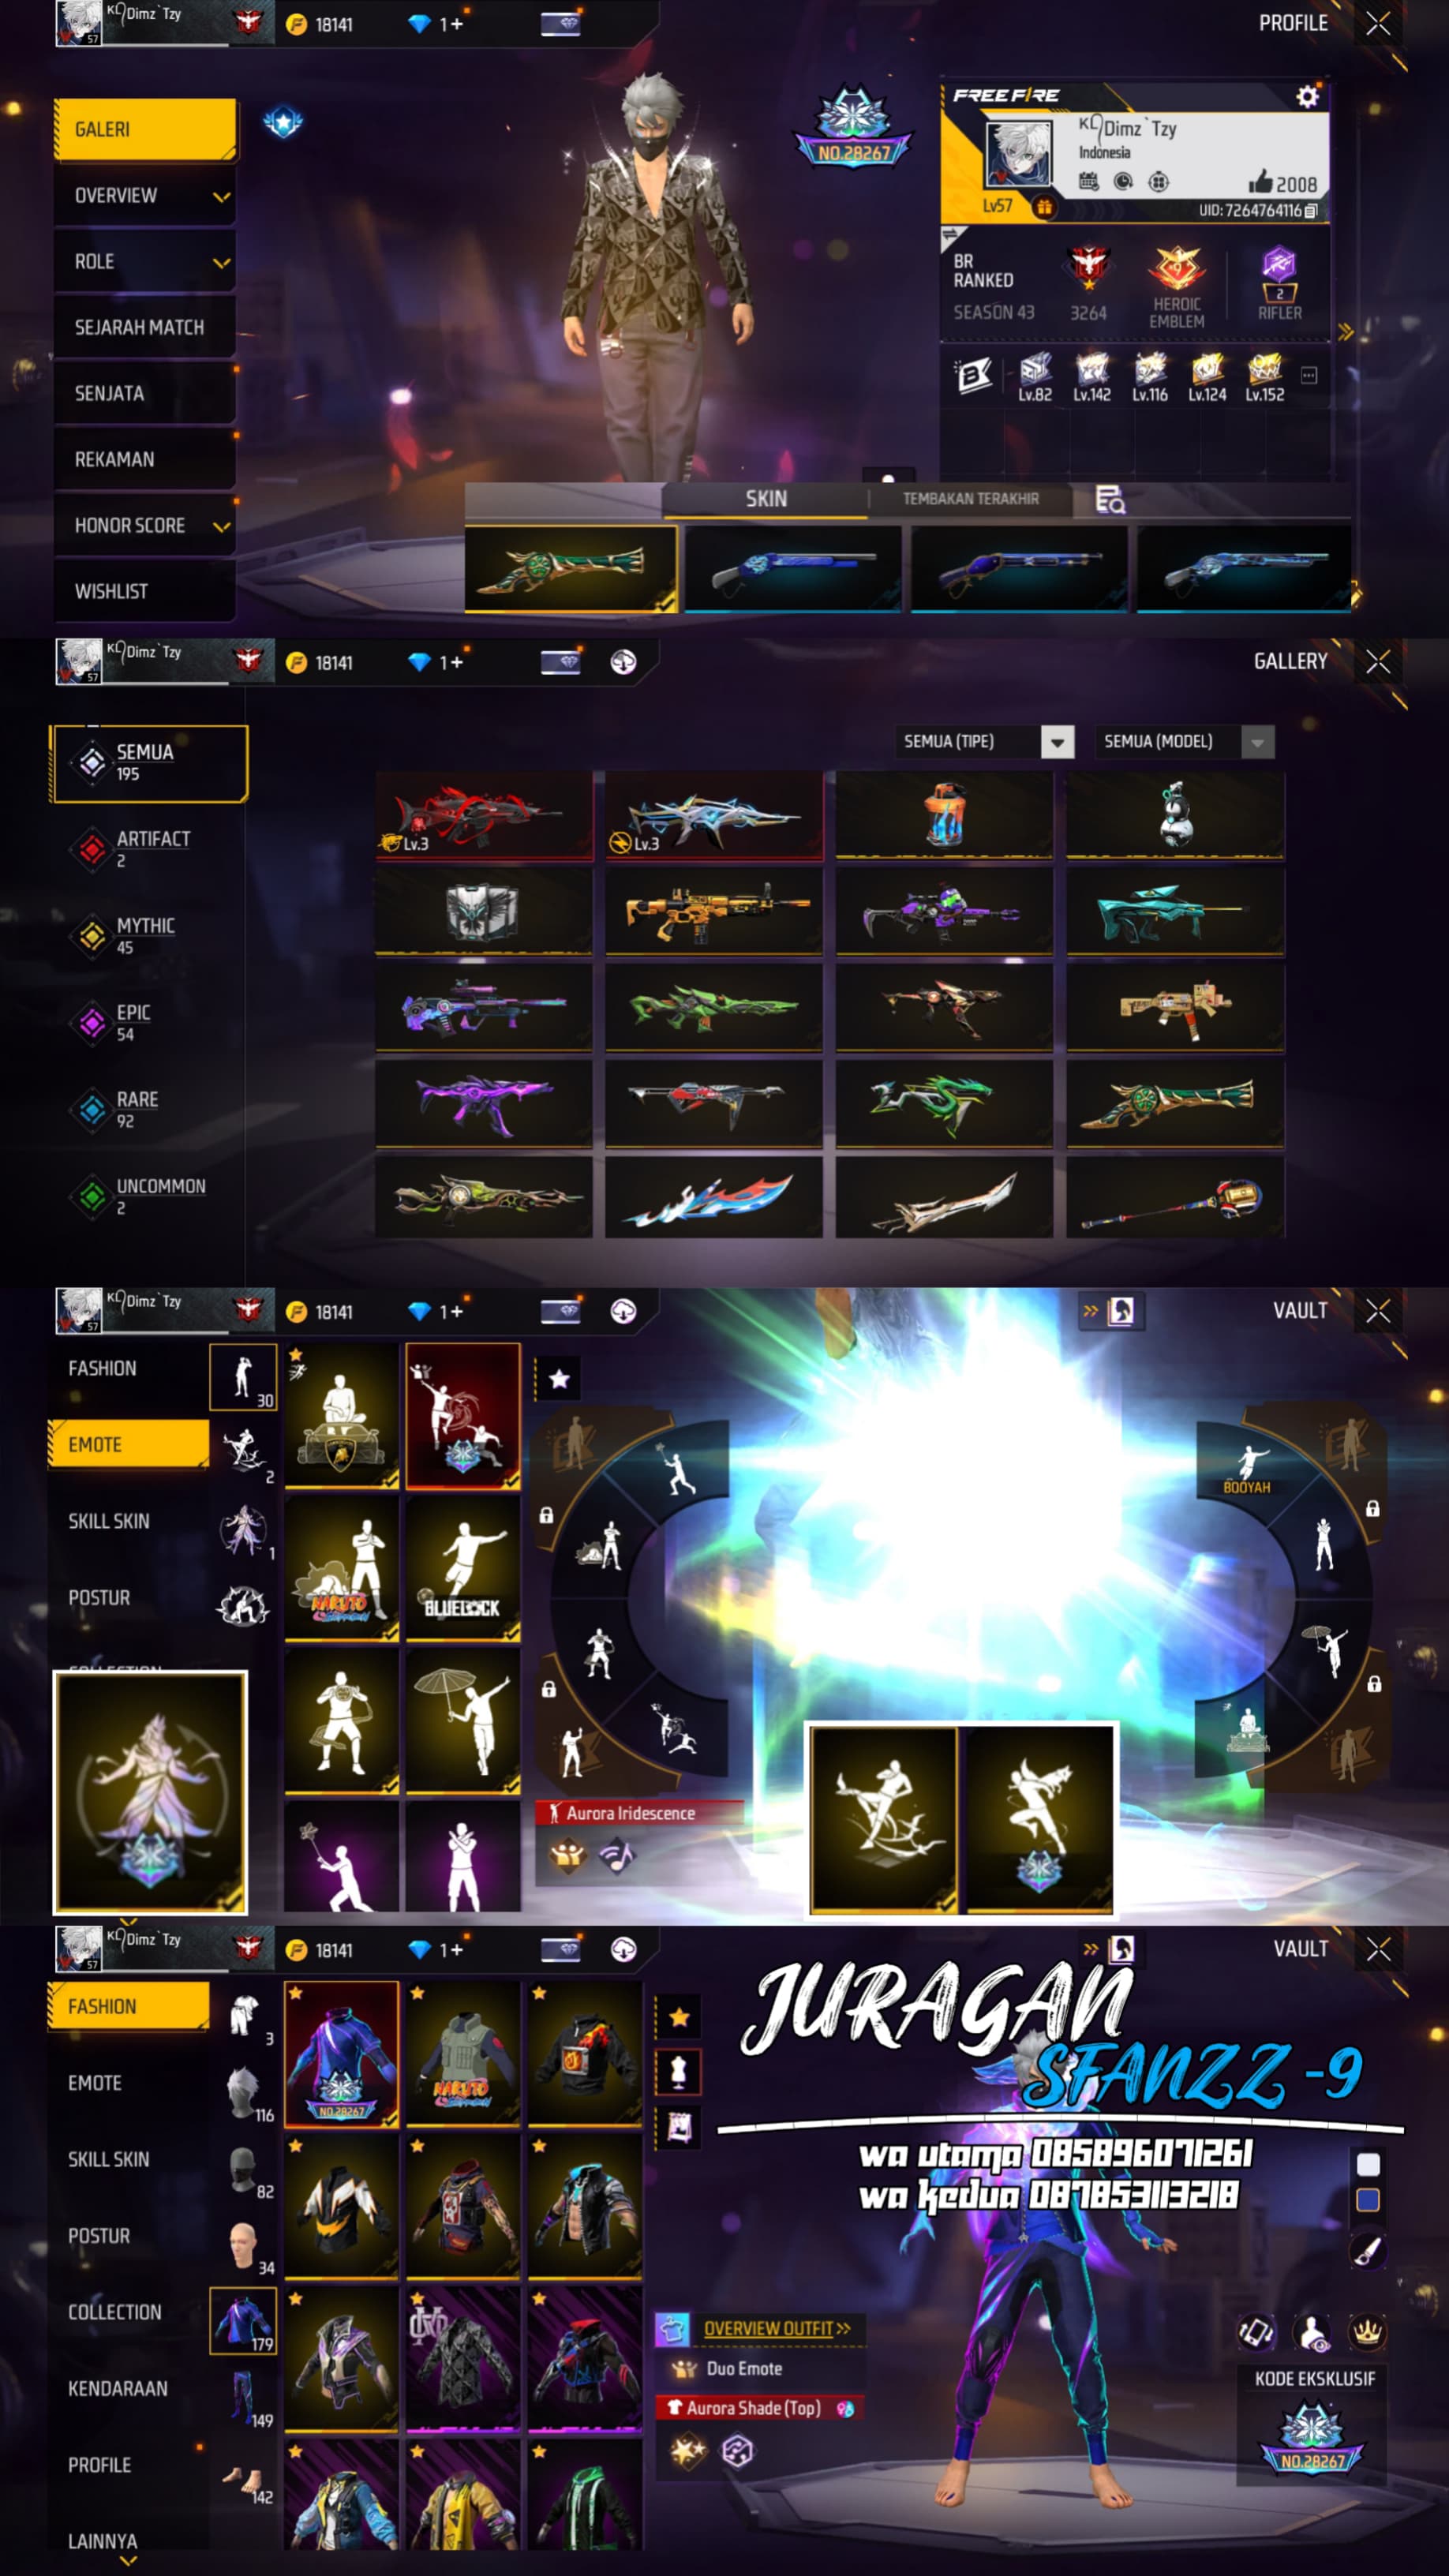 Dimz`Tzy
57
18141
1+
PROFILE
GALERI
OVERVIEW
ROLE
SEJARAH MATCH
SENJATA
REKAMAN
HONOR SCORE
WISHLIST
NO.28267
FREE FIRE
Dimz`Tzy
Indonesia
Lv57
2008
UID:7264764116
BR RANKED
SEASON 43
3264
HEROIC EMBLEM
2
RIFLER
Lv.82
Lv.142
Lv.116
Lv.124
Lv.152
SKIN
TEMBAKAN TERAKHIR
Dimz`Tzy
57
18141
1+
GALLERY
SEMUA
195
ARTIFACT
2
MYTHIC
45
EPIC
54
RARE
92
UNCOMMON
2
SEMUA (TIPE)
SEMUA (MODEL)
Lv.3
Lv.3
Dimz`Tzy
57
18141
1+
VAULT
FASHION
30
EMOTE
2
SKILL SKIN
1
POSTUR
NARUTO
BLUELOCK
BOOYAH
Aurora Iridescence
Dimz`Tzy
57
18141
1+
VAULT
FASHION
3
EMOTE
116
SKILL SKIN
82
POSTUR
34
COLLECTION
179
KENDARAAN
149
PROFILE
142
LAINNYA
NO.28267
NARUTO
JURAGAN
SFANZZ -9
wa utama 085896071261
wa kedua 087853113218
OVERVIEW OUTFIT >>
Duo Emote
Aurora Shade (Top)
KODE EKSKLUSIF
NO.28267